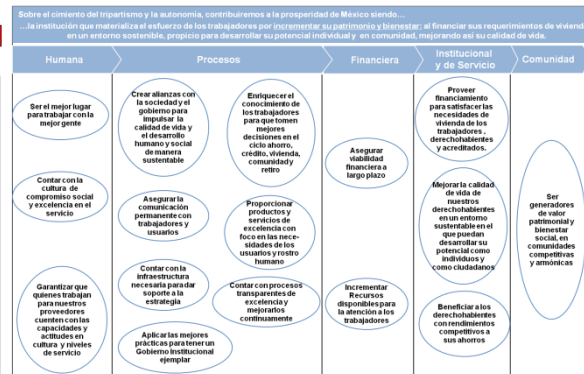 Sobre el cimiento del tripartismo y la autonomía, contribuiremos a la prosperidad de México siendo…
…la institución que materializa el esfuerzo de los trabajadores por incrementar su patrimonio y bienestar; al financiar sus requerimientos de vivienda
en un entorno sostenible, propicio para desarrollar su potencial individual y en comunidad, mejorando así su calidad de vida.
Humana
Procesos
Financiera
Institucional
y de Servicio
Comunidad
Ser el mejor lugar
para trabajar con la
mejor gente
Contar con la
cultura de
compromiso social
y excelencia en el
servicio
Garantizar que
quienes trabajan
para nuestros
proveedores
cuenten con las
capacidades y
actitudes en
cultura y niveles
de servicio
Crear alianzas con
la sociedad y el
gobierno para
impulsar la
calidad de vida y
el desarrollo
humano y social
de manera
sustentable
Asegurar la
comunicación
permanente con
trabajadores y
usuarios
Contar con la
infraestructura
necesaria para dar
soporte a la
estrategia
Aplicar las mejores
prácticas para tener un
Gobierno Institucional
ejemplar
Enriquecer el
conocimiento de
los trabajadores
para que tomen
mejores
decisiones en el
ciclo ahorro,
crédito, vivienda,
comunidad y
retiro
Proporcionar
productos y
servicios de
excelencia con
foco en las nece-
sidades de los
usuarios y rostro
humano
Contar con procesos
transparentes de
excelencia y
mejorarlos
continuamente
Asegurar
viabilidad
financiera a
largo plazo
Incrementar
Recursos
disponibles para
la atención a los
trabajadores
Proveer
financiamiento
para satisfacer las
necesidades de
vivienda de los
trabajadores .
derechohabientes
y acreditados.
Mejorar la calidad
de vida de
nuestros
derechohabientes
en un entorno
sustentable en el
que puedan
desarrollar su
potencial como
individuos y
como ciudadanos
Beneficiar a los
derechohabientes
con rendimientos
competitivos a
sus ahorros
Ser
generadores
de valor
patrimonial y
bienestar
social, en
comunidades
competitivas
y armónicas